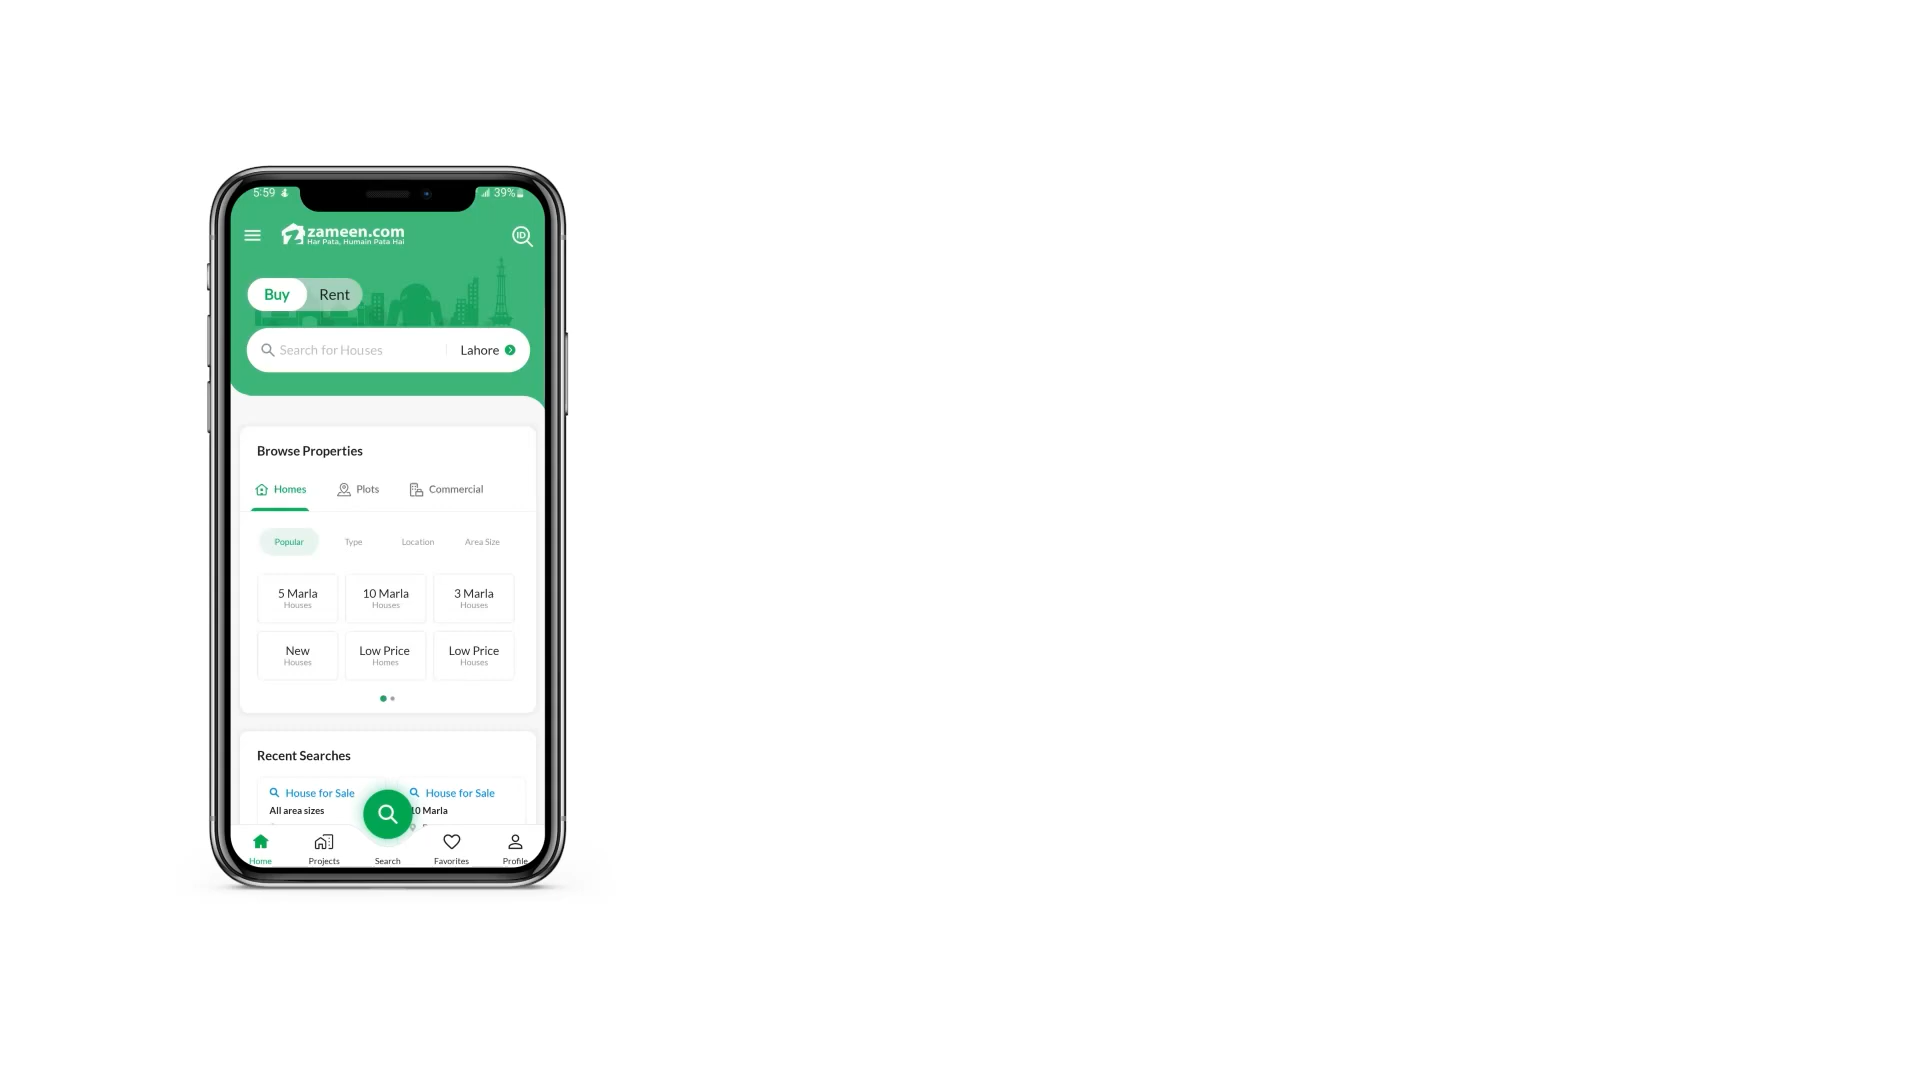 5:59
39%
zameen.com
Har Pata, Humain Pata Hai
ID
Buy Rent
Search for Houses Lahore
Browse Properties
Homes Plots Commercial
Popular Type Location Area Size
5 Marla 10 Marla 3 Marla
Houses Houses Houses
New Low Price Low Price
Houses Homes Houses
Recent Searches
House for Sale House for Sale
All area sizes 10 Marla
Home Projects Search Favorites Profile